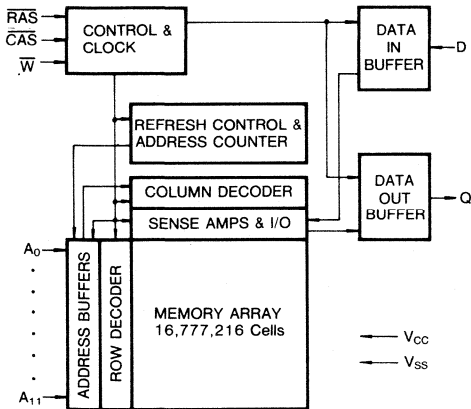 RAS
CAS
W
CONTROL &
CLOCK
DATA
IN
BUFFER
D
REFRESH CONTROL &
ADDRESS COUNTER
COLUMN DECODER
SENSE AMPS & I/O
DATA
OUT
BUFFER
Q
A0
A11
ADDRESS BUFFERS
ROW DECODER
MEMORY ARRAY
16,777,216 Cells
VCC
VSS